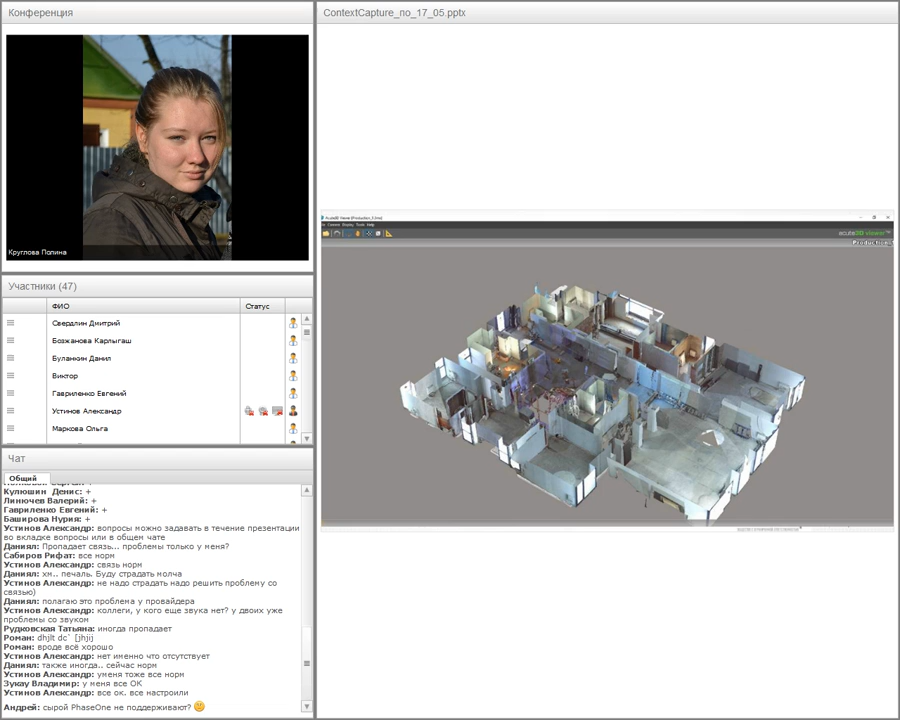 Конференция
Круглова Полина
Участники (47)
ФИО Статус
Свердлин Дмитрий
Бозжанова Карлыгаш
Буланкин Данил
Виктор
Гавриленко Евгений
Устинов Александр
Маркова Ольга
Чат
Общий
Кулюшин Денис: +
Линючев Валерий: +
Гавриленко Евгений: +
Баширова Нурия: +
Устинов Александр: вопросы можно задавать в течение презентации
во вкладке вопросы или в общем чате
Даниял: Пропадает связь... проблемы только у меня?
Сабиров Рифат: все норм
Устинов Александр: связь норм
Даниял: хм.. печаль. Буду страдать молча
Устинов Александр: не надо страдать надо решить проблему со
связью)
Даниял: полагаю это проблема у провайдера
Устинов Александр: коллеги, у кого еще звука нет? у двоих уже
проблемы со звуком
Рудковская Татьяна: иногда пропадает
Роман: dhjlt dc` [jhjij
Роман: вроде всё хорошо
Устинов Александр: нет именно что отсутствует
Даниял: также иногда.. сейчас норм
Устинов Александр: уменя тоже все норм
Зукау Владимир: у меня все ОК
Устинов Александр: все ок. все настроили
Андрей: сырой PhaseOne не поддерживают?
ContextCapture_по_17_05.pptx
acute3D viewer™